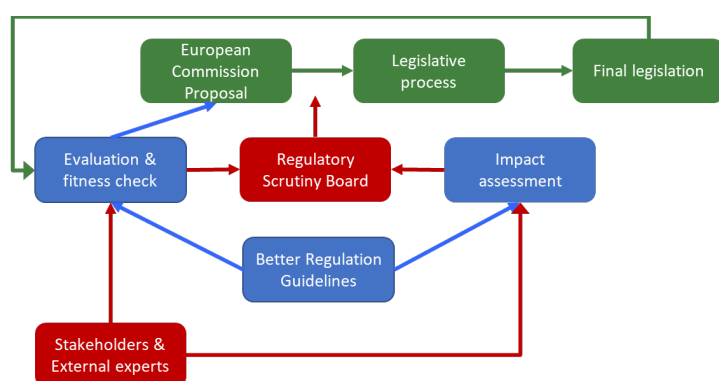 European
Commission
Proposal
Legislative
process
Final legislation
Evaluation &
fitness check
Regulatory
Scrutiny Board
Impact
assessment
Better Regulation
Guidelines
Stakeholders &
External experts